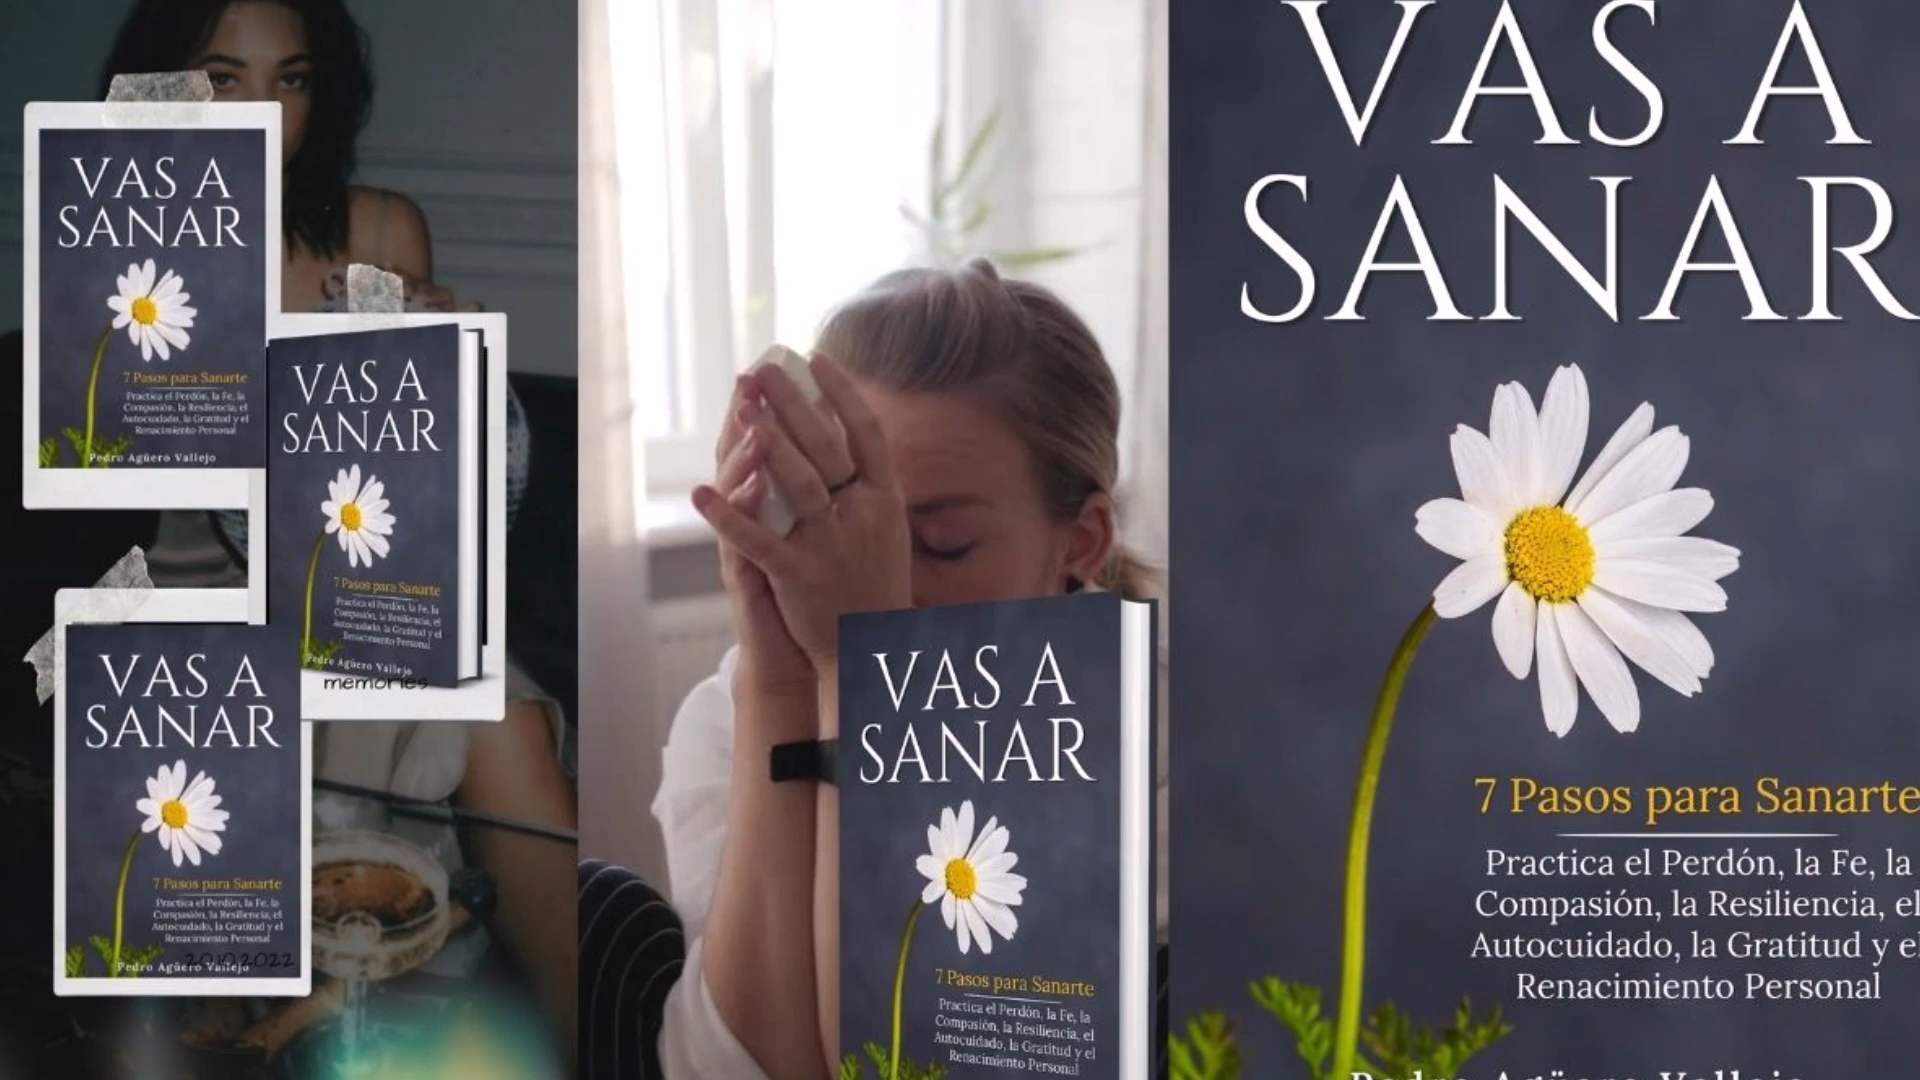 VAS A
SANAR
7 Pasos para Sanarte
Practica el Perdón, la Fe, la
Compasión, la Resiliencia, el
Autocuidado, la Gratitud y el
Renacimiento Personal
Pedro Agüero Vallejo
VAS A
SANAR
7 Pasos para Sanarte
Practica el Perdón, la Fe, la
Compasión, la Resiliencia, el
Autocuidado, la Gratitud y el
Renacimiento Personal
Pedro Agüero Vallejo
memories
VAS A
SANAR
7 Pasos para Sanarte
Practica el Perdón, la Fe, la
Compasión, la Resiliencia, el
Autocuidado, la Gratitud y el
Renacimiento Personal
Pedro Agüero Vallejo
20.10.2022
VAS A
SANAR
7 Pasos para Sanarte
Practica el Perdón, la Fe, la
Compasión, la Resiliencia, el
Autocuidado, la Gratitud y el
Renacimiento Personal
VAS A
SANAR
7 Pasos para Sanarte
Practica el Perdón, la Fe, la
Compasión, la Resiliencia, el
Autocuidado, la Gratitud y el
Renacimiento Personal
Pedro Agüero Vallejo